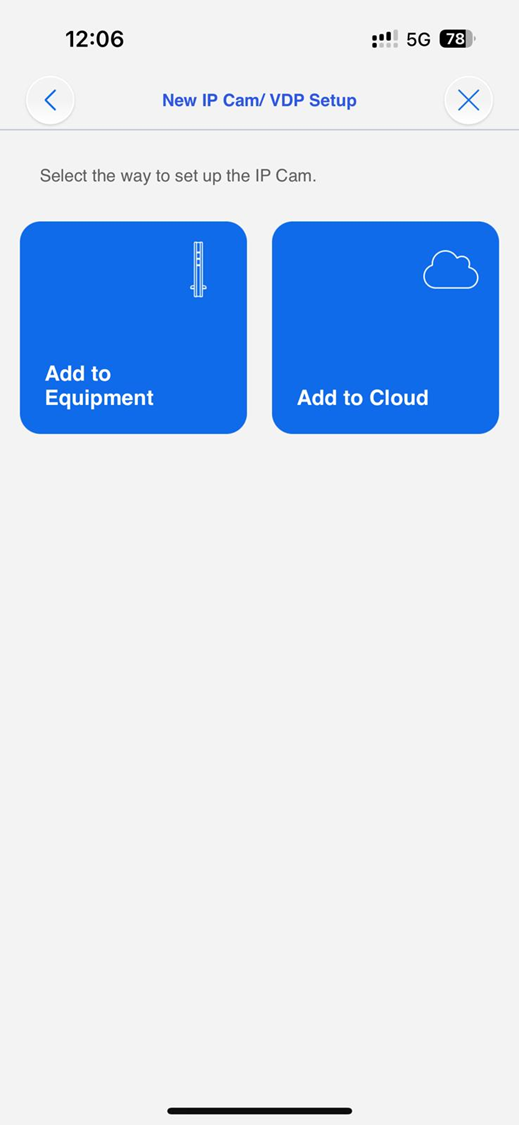 12:06
5G
78
New IP Cam/ VDP Setup
Select the way to set up the IP Cam.
Add to
Equipment
Add to Cloud